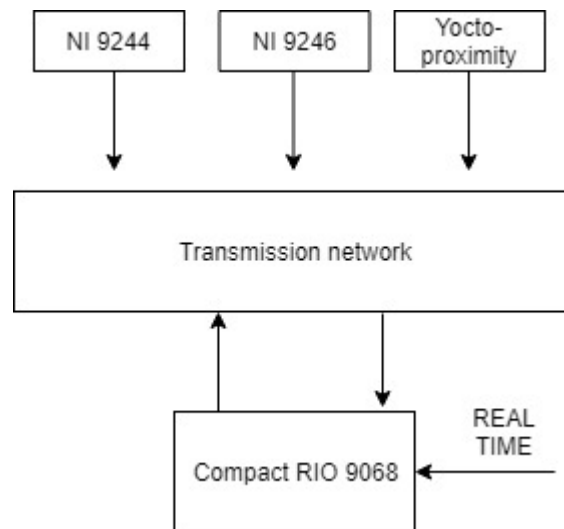 NI 9244
NI 9246
Yocto-
proximity
Transmission network
REAL
TIME
Compact RIO 9068